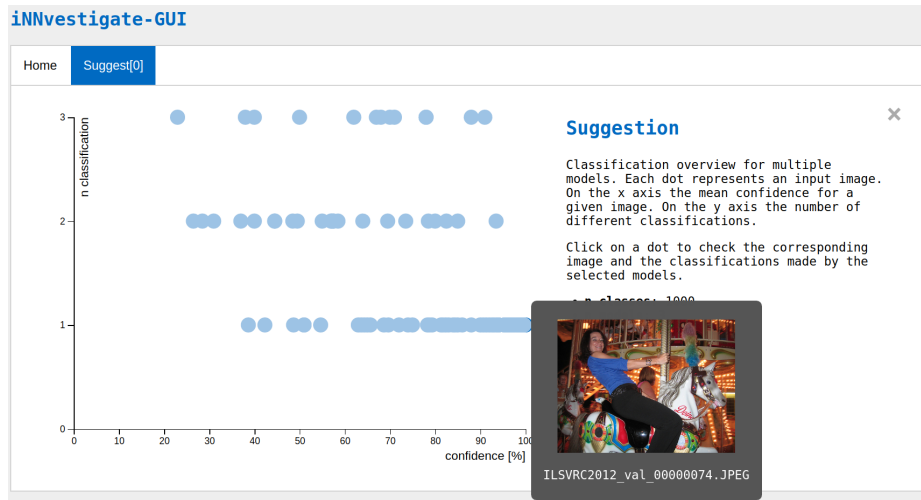 iNNvestigate-GUI
Home
Suggest[0]
3
n classification
2
1
0
0 10 20 30 40 50 60 70 80 90 100
confidence [%]
×
Suggestion
Classification overview for multiple
models. Each dot represents an input image.
On the x axis the mean confidence for a
given image. On the y axis the number of
different classifications.
Click on a dot to check the corresponding
image and the classifications made by the
selected models.
• n classes: 1000
ILSVRC2012_val_00000074.JPEG